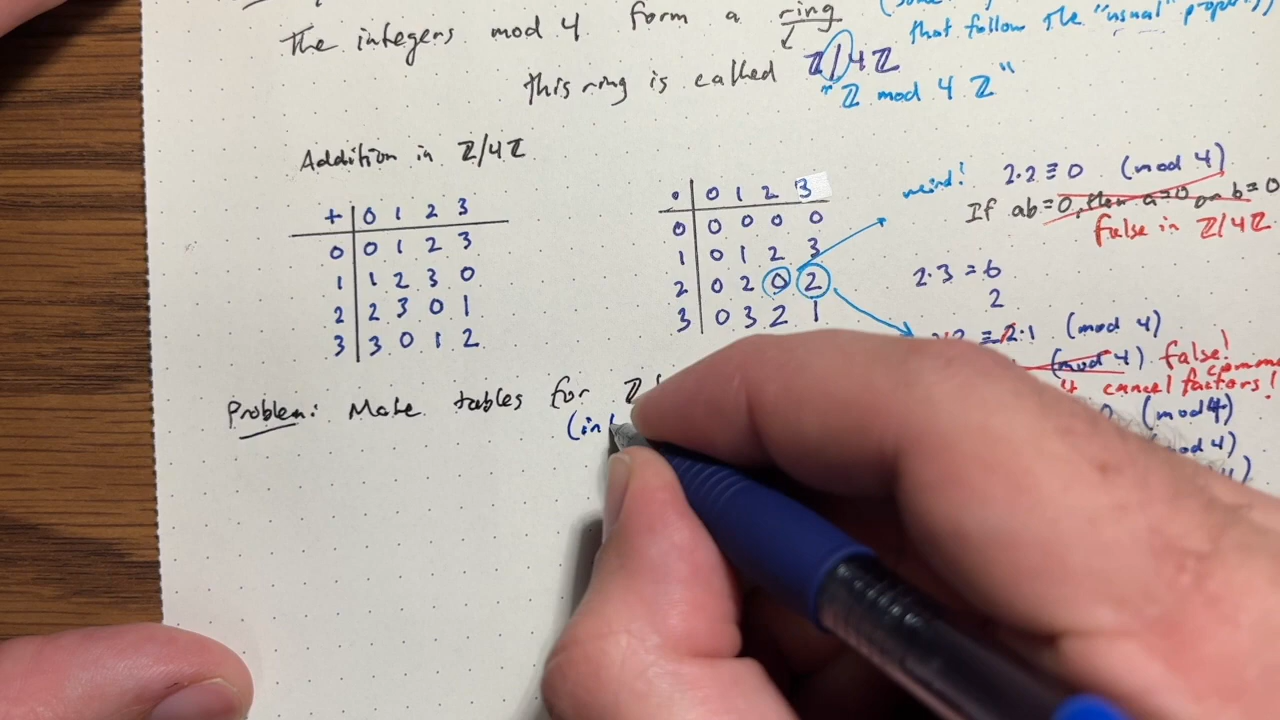 The integers mod 4 form a ring
that follow the "usual"
this ring is called ℤ/4ℤ
"ℤ mod 4 ℤ"
Addition in ℤ/4ℤ
+ 0 1 2 3
0 0 1 2 3
1 1 2 3 0
2 2 3 0 1
3 3 0 1 2
· 0 1 2 3
0 0 0 0 0
1 0 1 2 3
2 0 2 0 2
3 0 3 2 1
weird! 2·2 ≡ 0 (mod 4)
If ab=0, then a=0 or b=0
false in ℤ/4ℤ
2·3 = 6
2
≡ 2·1 (mod 4)
(mod 4) false!
cancel factors!
(mod 4)
Problem: Make tables for
(in